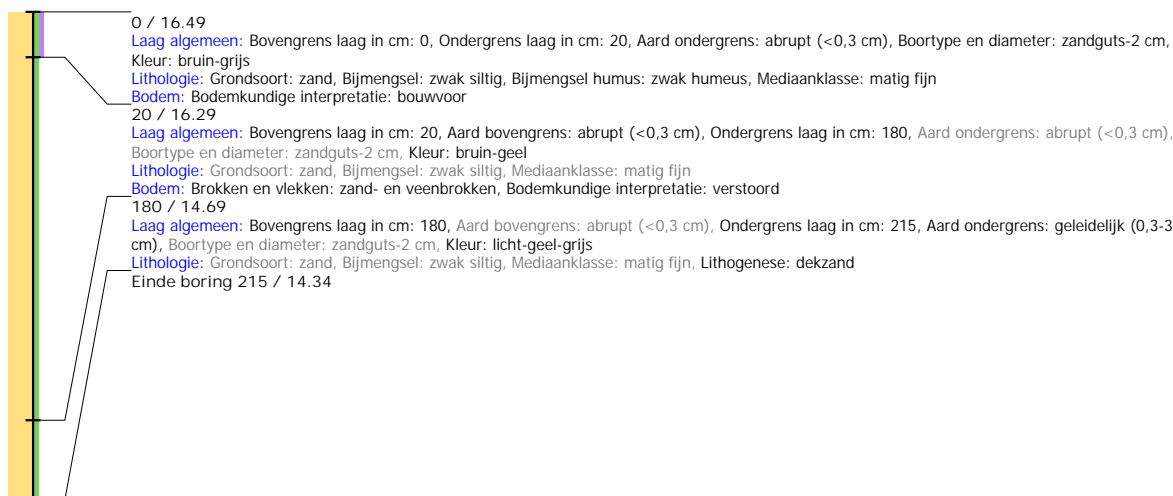 0 / 16.49
Laag algemeen: Bovengrens laag in cm: 0, Ondergrens laag in cm: 20, Aard ondergrens: abrupt (<0,3 cm), Boortype en diameter: zandguts-2 cm,
Kleur: bruin-grijs
Lithologie: Grondsoort: zand, Bijmengsel: zwak siltig, Bijmengsel humus: zwak humeus, Mediaanklasse: matig fijn
Bodem: Bodemkundige interpretatie: bouwvoor
20 / 16.29
Laag algemeen: Bovengrens laag in cm: 20, Aard bovengrens: abrupt (<0,3 cm), Ondergrens laag in cm: 180, Aard ondergrens: abrupt (<0,3 cm),
Boortype en diameter: zandguts-2 cm, Kleur: bruin-geel
Lithologie: Grondsoort: zand, Bijmengsel: zwak siltig, Mediaanklasse: matig fijn
Bodem: Brokken en vlekken: zand- en veenbrokken, Bodemkundige interpretatie: verstoord
180 / 14.69
Laag algemeen: Bovengrens laag in cm: 180, Aard bovengrens: abrupt (<0,3 cm), Ondergrens laag in cm: 215, Aard ondergrens: geleidelijk (0,3-3
cm), Boortype en diameter: zandguts-2 cm, Kleur: licht-geel-grijs
Lithologie: Grondsoort: zand, Bijmengsel: zwak siltig, Mediaanklasse: matig fijn, Lithogenese: dekzand
Einde boring 215 / 14.34